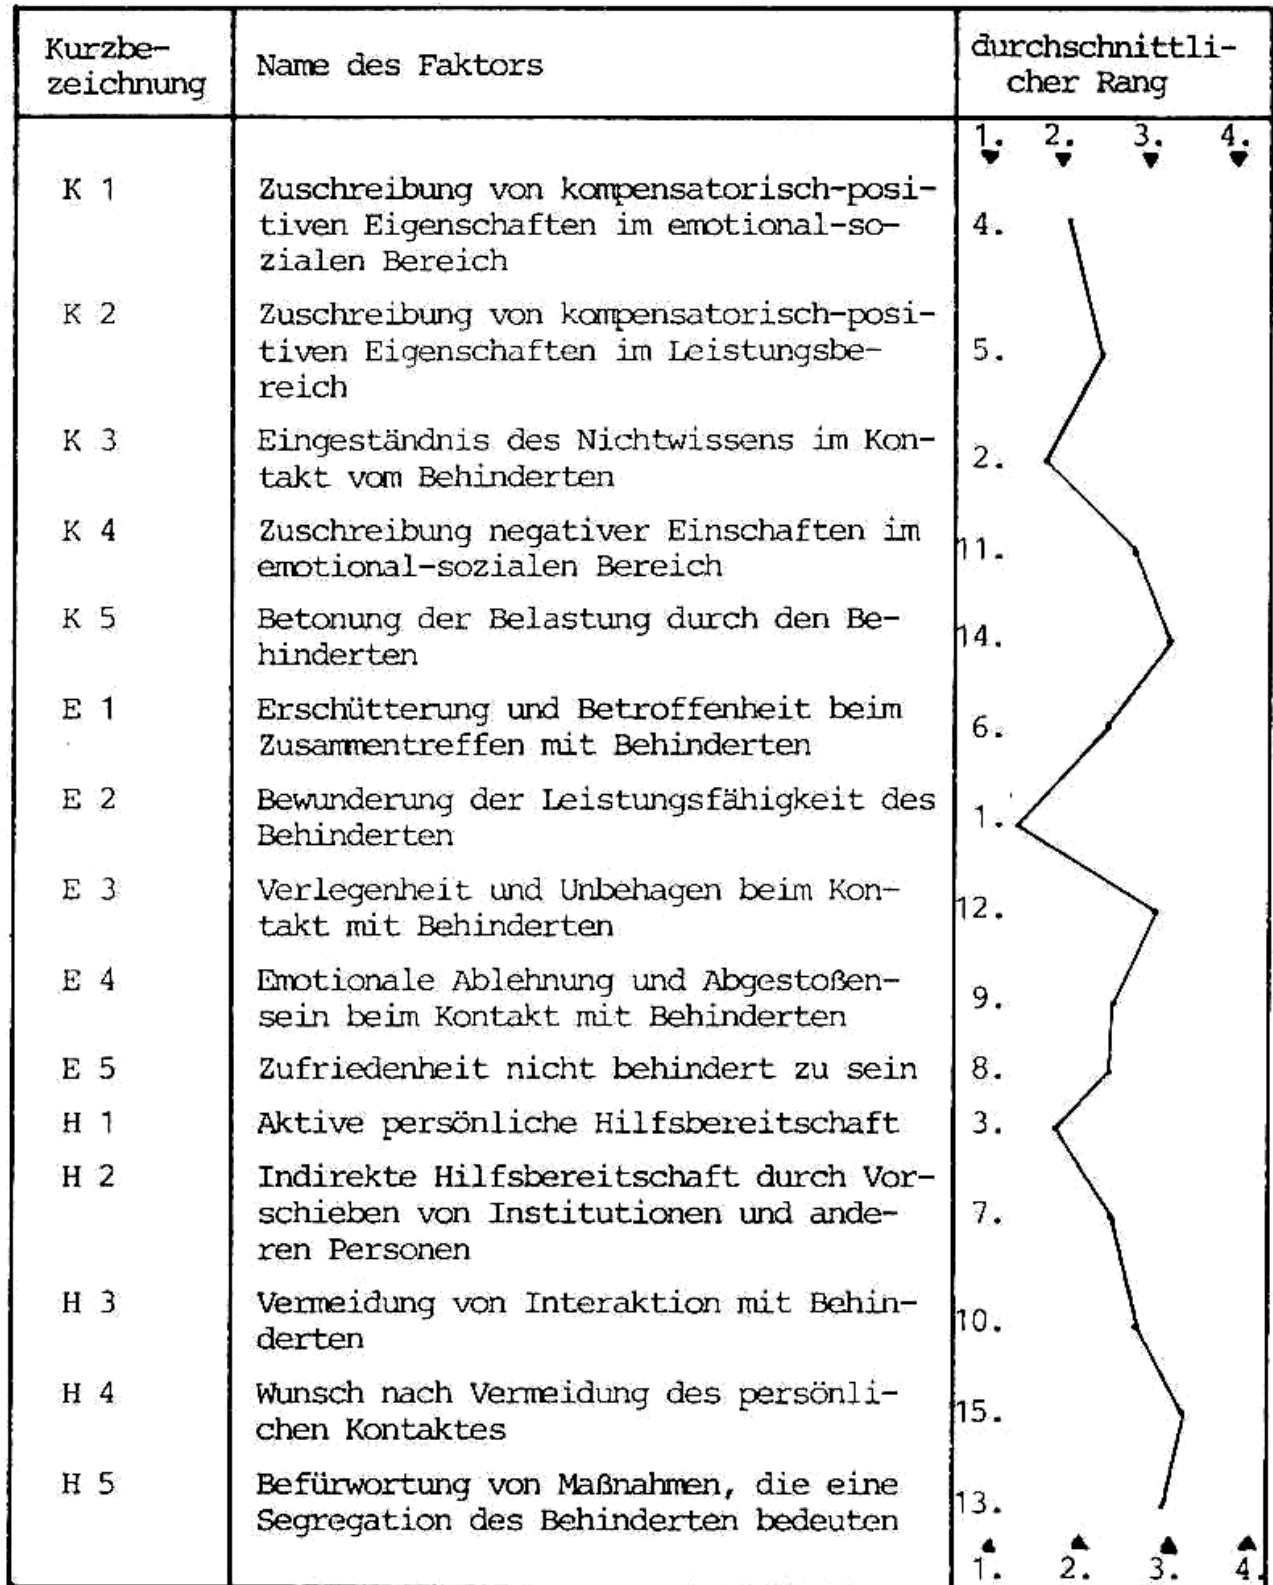 Kurzbe-
zeichnung
Name des Faktors
durchschnittli-
cher Rang
1. 2. 3. 4.
K 1
Zuschreibung von kompensatorisch-posi-
tiven Eigenschaften im emotional-so-
zialen Bereich
4.
K 2
Zuschreibung von kompensatorisch-posi-
tiven Eigenschaften im Leistungsbe-
reich
5.
K 3
Eingeständnis des Nichtwissens im Kon-
takt vom Behinderten
2.
K 4
Zuschreibung negativer Einschaften im
emotional-sozialen Bereich
11.
K 5
Betonung der Belastung durch den Be-
hinderten
14.
E 1
Erschütterung und Betroffenheit beim
Zusammentreffen mit Behinderten
6.
E 2
Bewunderung der Leistungsfähigkeit des
Behinderten
1.
E 3
Verlegenheit und Unbehagen beim Kon-
takt mit Behinderten
12.
E 4
Emotionale Ablehnung und Abgestoßen-
sein beim Kontakt mit Behinderten
9.
E 5
Zufriedenheit nicht behindert zu sein
8.
H 1
Aktive persönliche Hilfsbereitschaft
3.
H 2
Indirekte Hilfsbereitschaft durch Vor-
schieben von Institutionen und ande-
ren Personen
7.
H 3
Vermeidung von Interaktion mit Behin-
derten
10.
H 4
Wunsch nach Vermeidung des persönli-
chen Kontaktes
15.
H 5
Befürwortung von Maßnahmen, die eine
Segregation des Behinderten bedeuten
13.
1. 2. 3. 4.